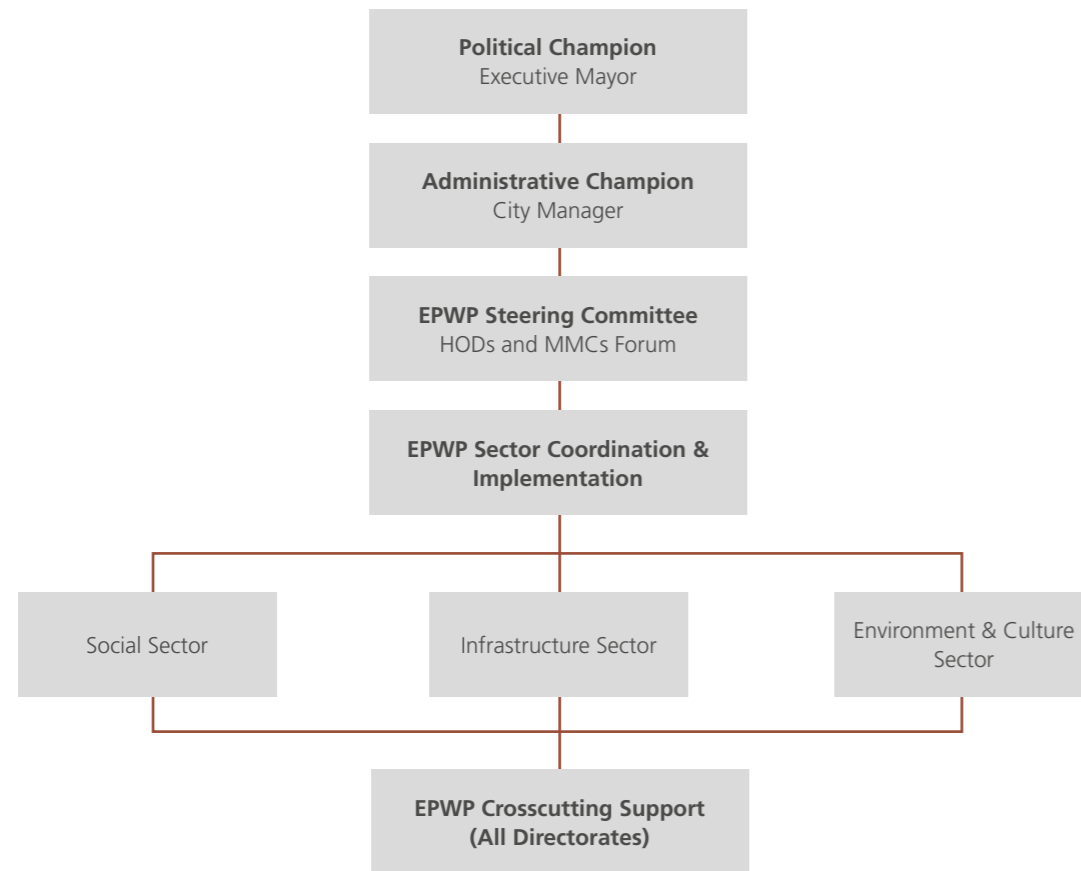 Political Champion
Executive Mayor
Administrative Champion
City Manager
EPWP Steering Committee
HODs and MMCs Forum
EPWP Sector Coordination &
Implementation
Social Sector
Infrastructure Sector
Environment & Culture
Sector
EPWP Crosscutting Support
(All Directorates)